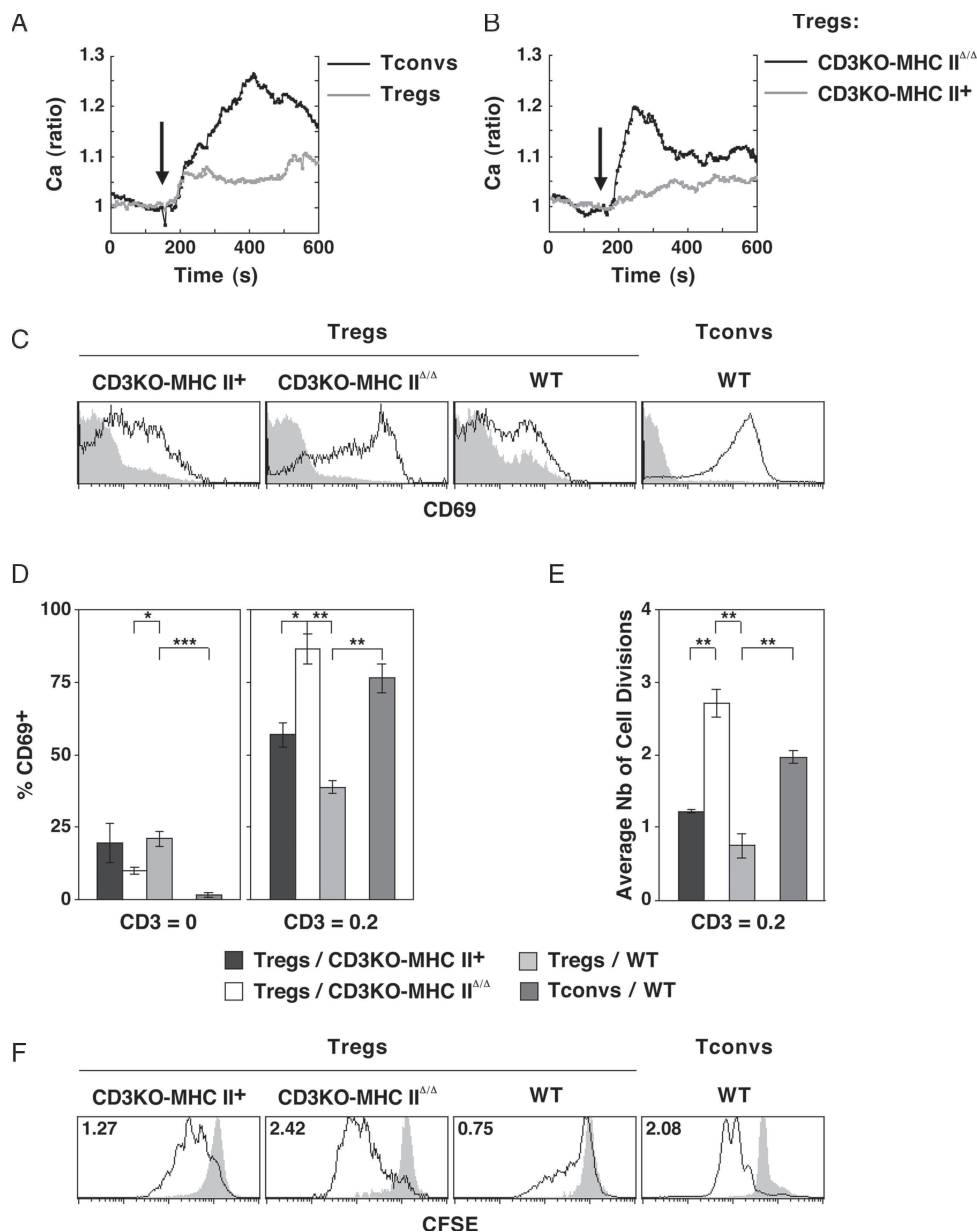 A
Tconvs
Tregs
Ca (ratio)
1.3
1.2
1.1
1
0 200 400 600
Time (s)
B
Tregs:
CD3KO-MHC II Δ/Δ
CD3KO-MHC II+
Ca (ratio)
1.3
1.2
1.1
1
0 200 400 600
Time (s)
C
Tregs Tconvs
CD3KO-MHC II+ CD3KO-MHC II Δ/Δ WT WT
CD69
D
% CD69+
100
75
50
25
0
* ***
* ** **
CD3 = 0 CD3 = 0.2
E
Average Nb of Cell Divisions
4
3
2
1
0
**
** **
CD3 = 0.2
Tregs / CD3KO-MHC II+ Tregs / WT
Tregs / CD3KO-MHC II Δ/Δ Tconvs / WT
F
Tregs Tconvs
CD3KO-MHC II+ CD3KO-MHC II Δ/Δ WT WT
1.27 2.42 0.75 2.08
CFSE